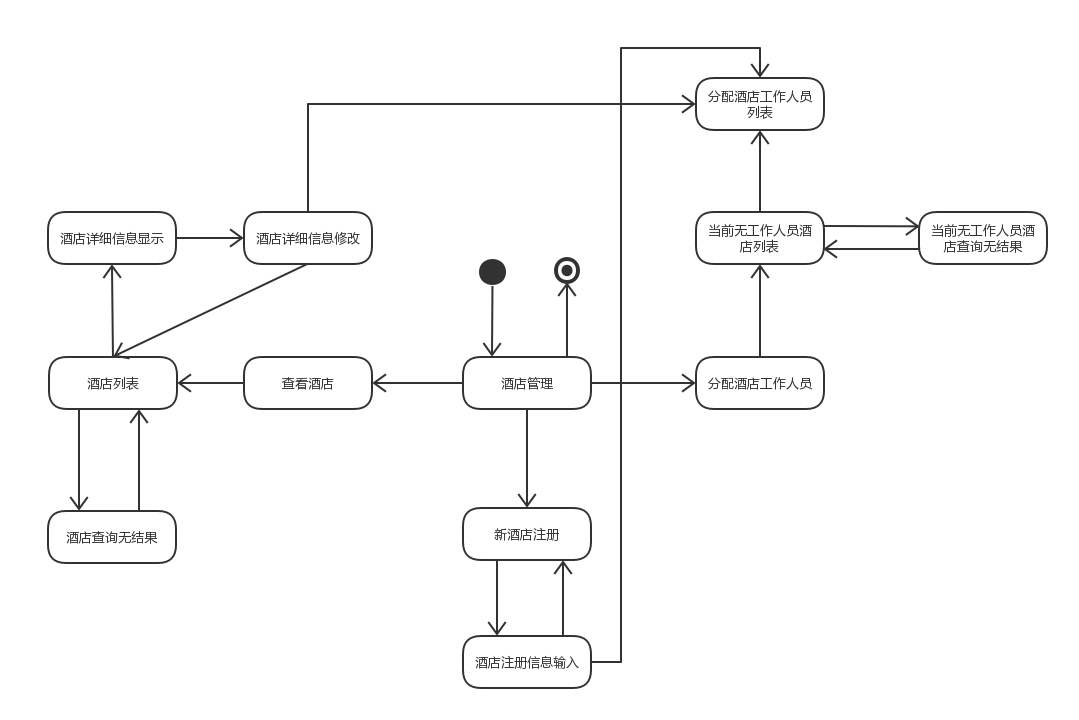 分配酒店工作人员
列表
酒店详细信息显示
酒店详细信息修改
当前无工作人员酒
店列表
当前无工作人员酒
店查询无结果
酒店列表
查看酒店
酒店管理
分配酒店工作人员
酒店查询无结果
新酒店注册
酒店注册信息输入